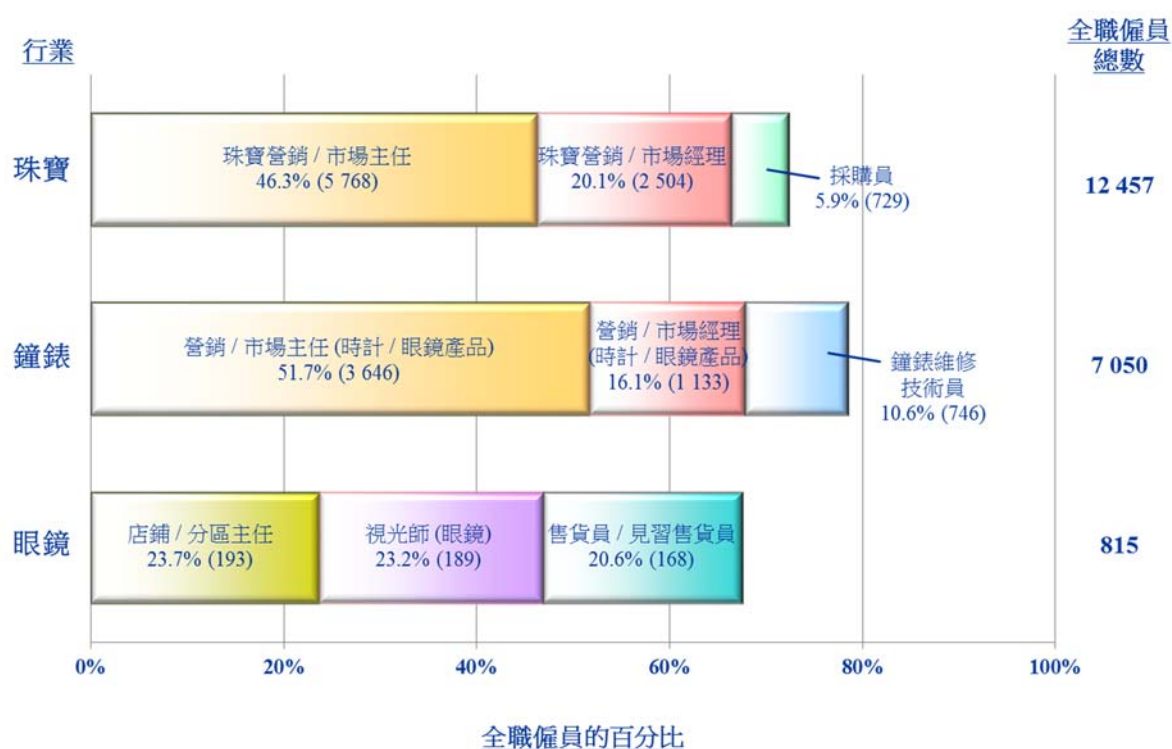 行業
全職僱員
總數
珠寶
珠寶營銷 / 市場主任
46.3% (5 768)
珠寶營銷 / 市場經理
20.1% (2 504)
採購員
5.9% (729)
12 457
鐘錶
營銷 / 市場主任 (時計 / 眼鏡產品)
51.7% (3 646)
營銷 / 市場經理
(時計 / 眼鏡產品)
16.1% (1 133)
鐘錶維修
技術員
10.6% (746)
7 050
眼鏡
店鋪 / 分區主任
23.7% (193)
視光師 (眼鏡)
23.2% (189)
售貨員 / 見習售貨員
20.6% (168)
815
0%
20%
40%
60%
80%
100%
全職僱員的百分比